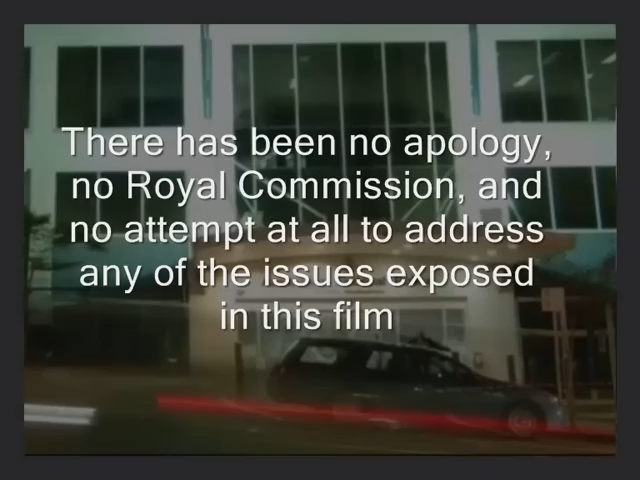 There has been no apology,
no Royal Commission, and
no attempt at all to address
any of the issues exposed
in this film